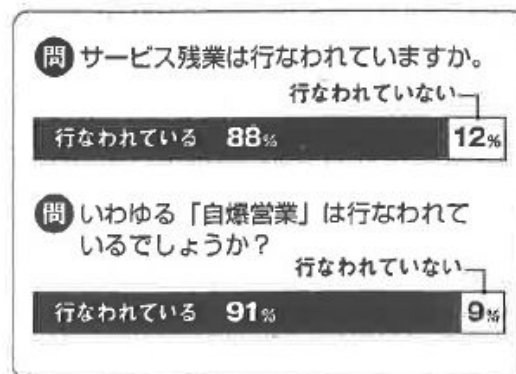 問 サービス残業は行なわれていますか。
行なわれていない
行なわれている 88% 12%
問 いわゆる「自爆営業」は行なわれて
いるでしょうか？
行なわれていない
行なわれている 91% 9%